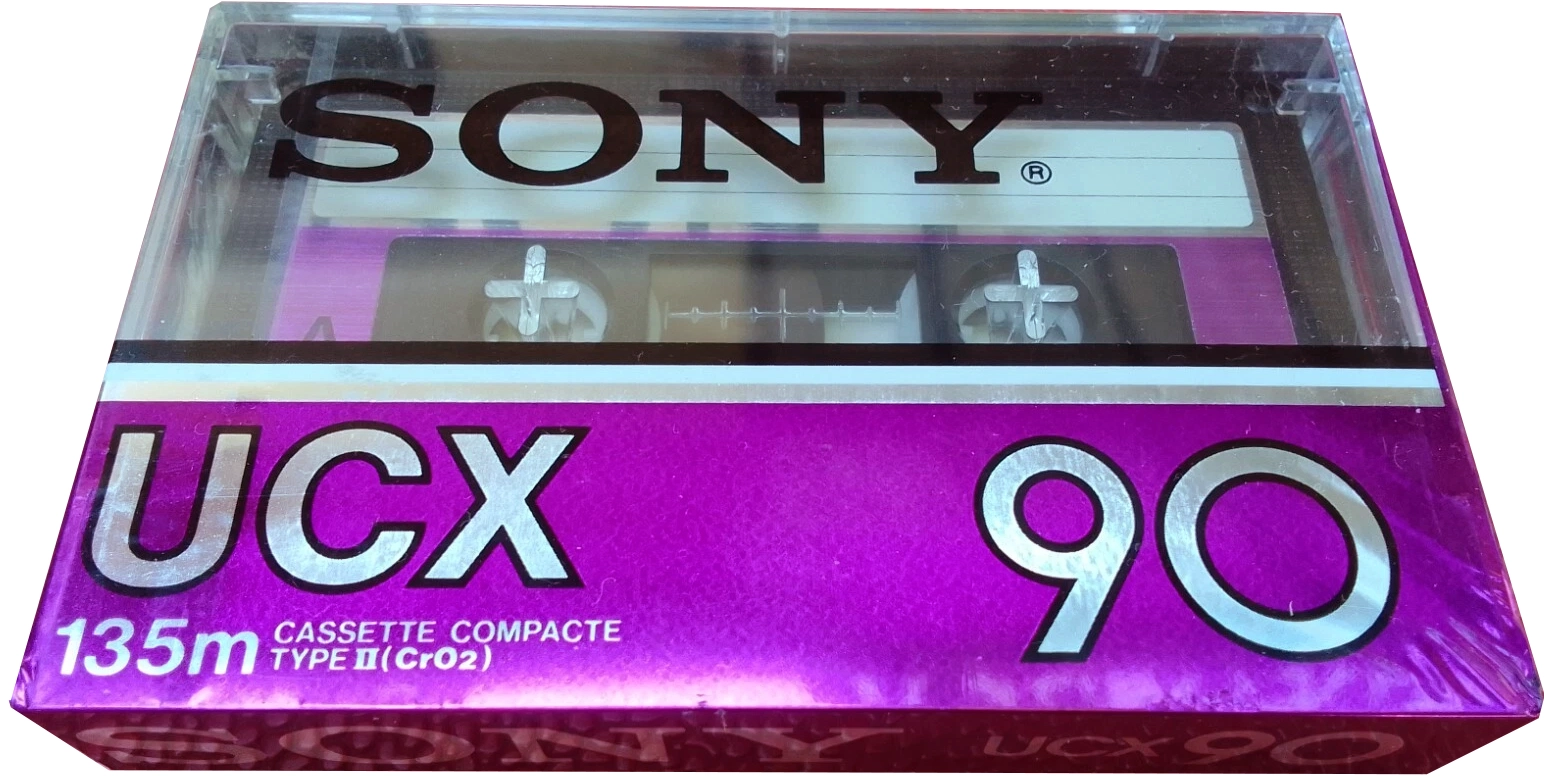 SONY®
A
UCX 90
135m CASSETTE COMPACTE
TYPE II (CrO2)
SONY UCX 90